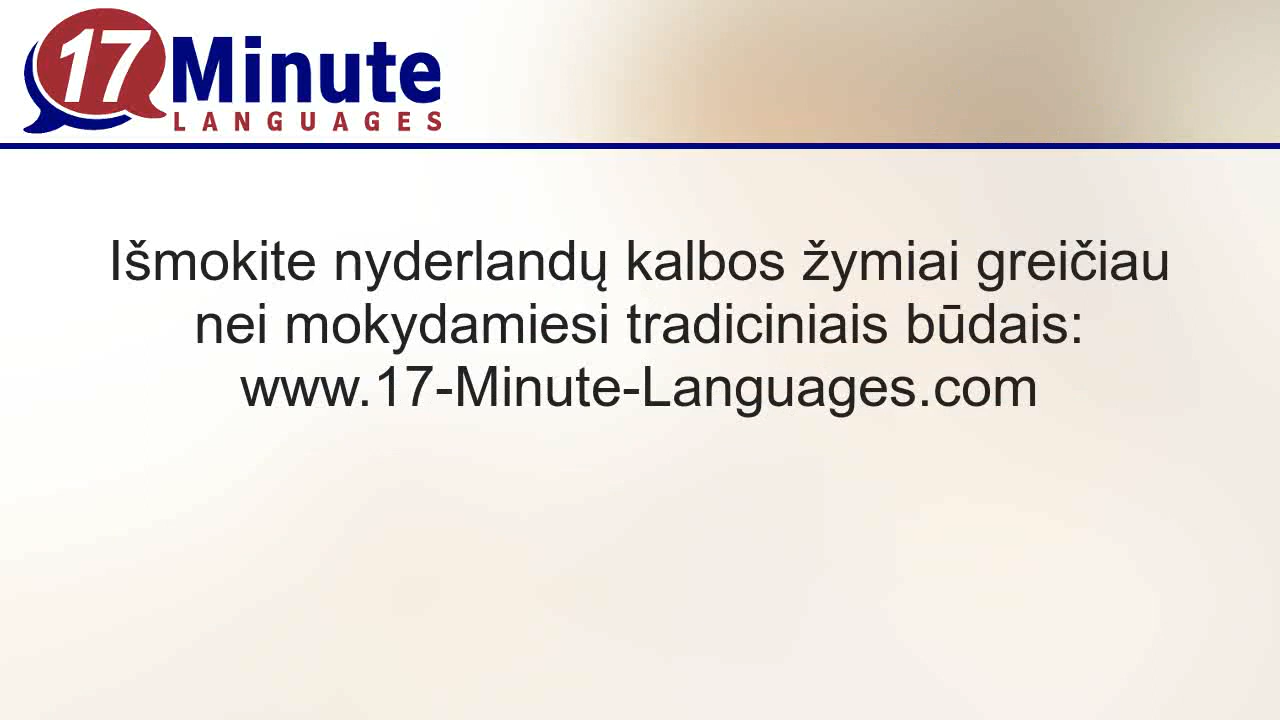 17 Minute
LANGUAGES
Išmokite nyderlandų kalbos žymiai greičiau
nei mokydamiesi tradiciniais būdais:
www.17-Minute-Languages.com